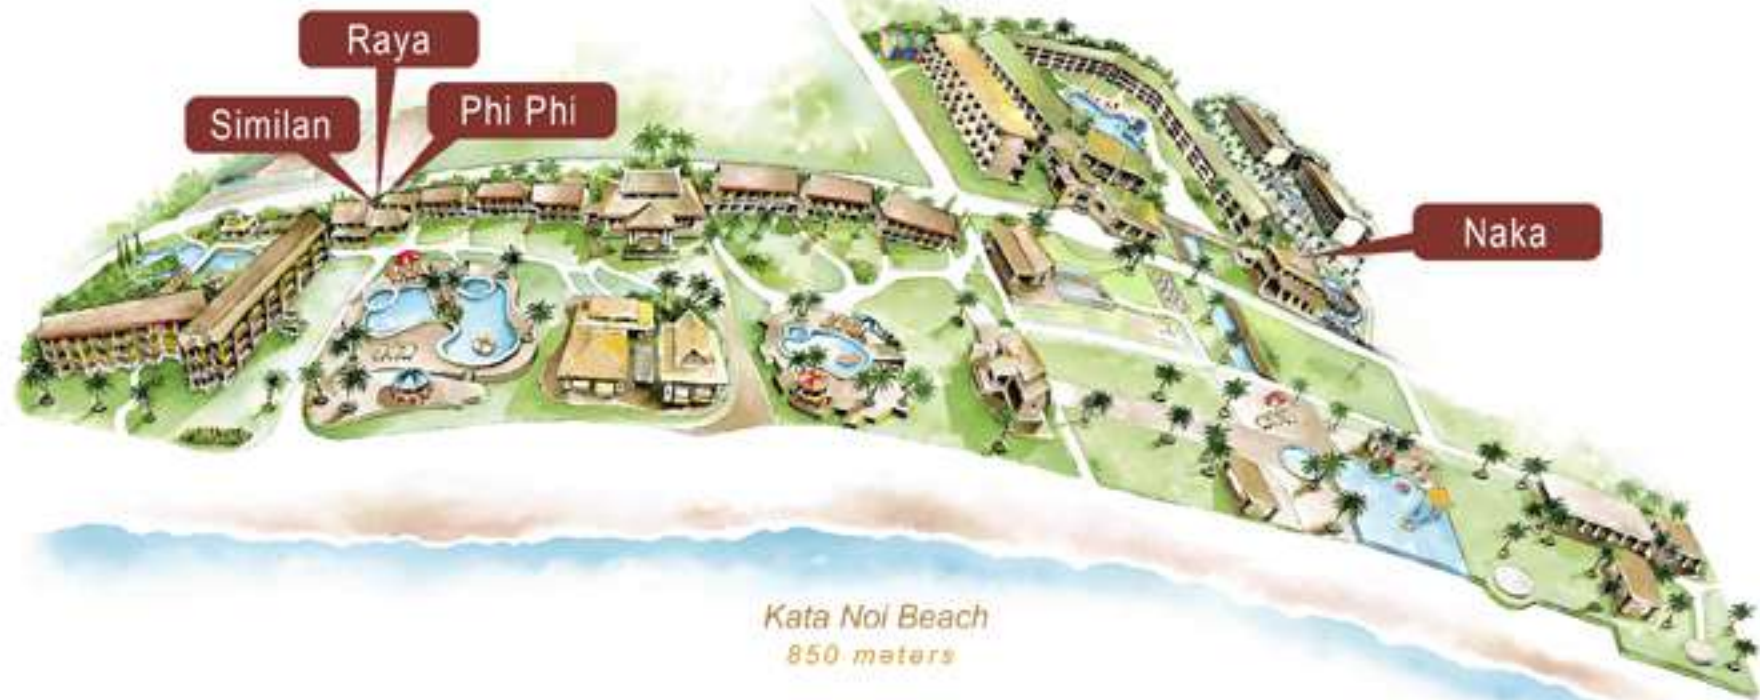 Raya
Similan
Phi Phi
Naka
Kata Noi Beach
850 meters